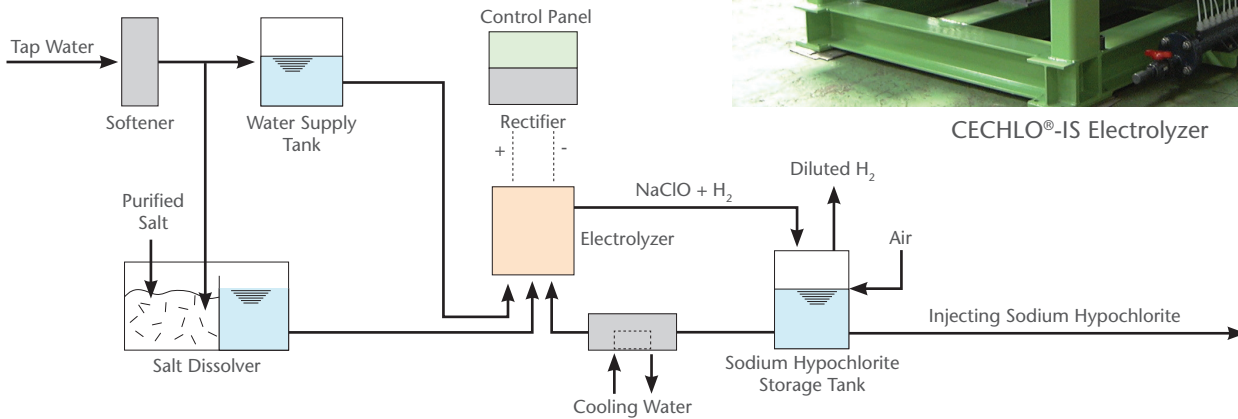 Control Panel
Tap Water
Softener
Water Supply
Tank
Rectifier
+
-
CECHLO®-IS Electrolyzer
Purified
Salt
NaClO + H₂
Diluted H₂
Electrolyzer
Air
Salt Dissolver
Injecting Sodium Hypochlorite
Sodium Hypochlorite
Storage Tank
Cooling Water